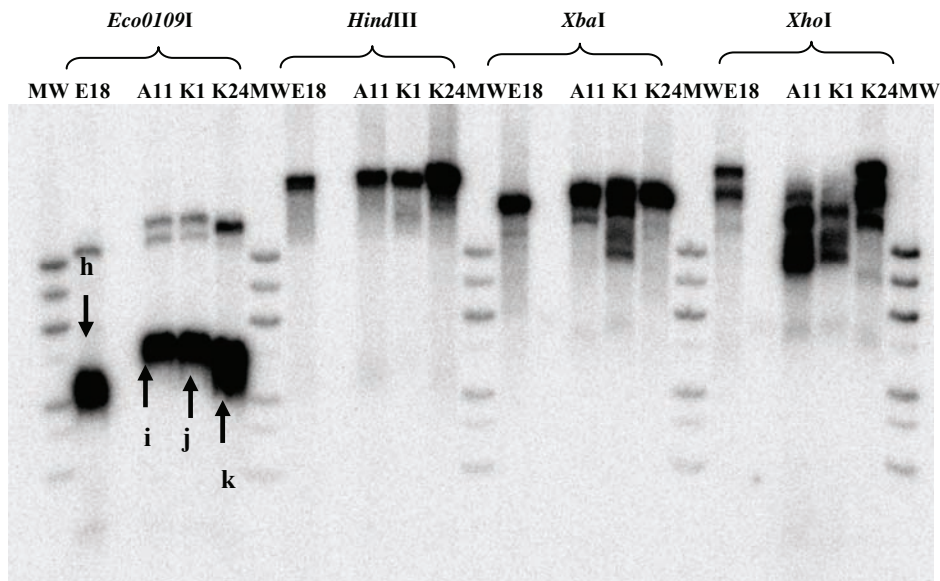 Eco0109I HindIII XbaI XhoI
MW E18 A11 K1 K24MWE18 A11 K1 K24MWE18 A11 K1 K24MWE18 A11 K1 K24MW
h
i j
k